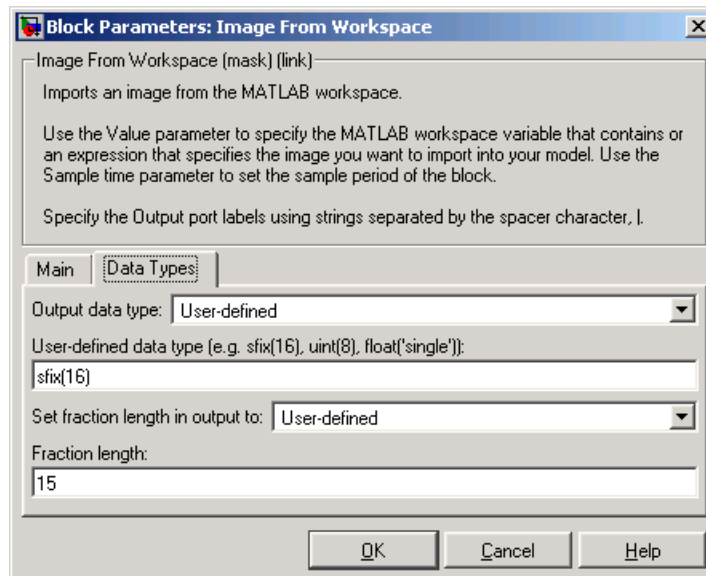 Block Parameters: Image From Workspace
Image From Workspace (mask) (link)
Imports an image from the MATLAB workspace.
Use the Value parameter to specify the MATLAB workspace variable that contains or
an expression that specifies the image you want to import into your model. Use the
Sample time parameter to set the sample period of the block.
Specify the Output port labels using strings separated by the spacer character, |.
Main Data Types
Output data type: User-defined
User-defined data type (e.g. sfix(16), uint(8), float('single')):
sfix(16)
Set fraction length in output to: User-defined
Fraction length:
15
OK Cancel Help